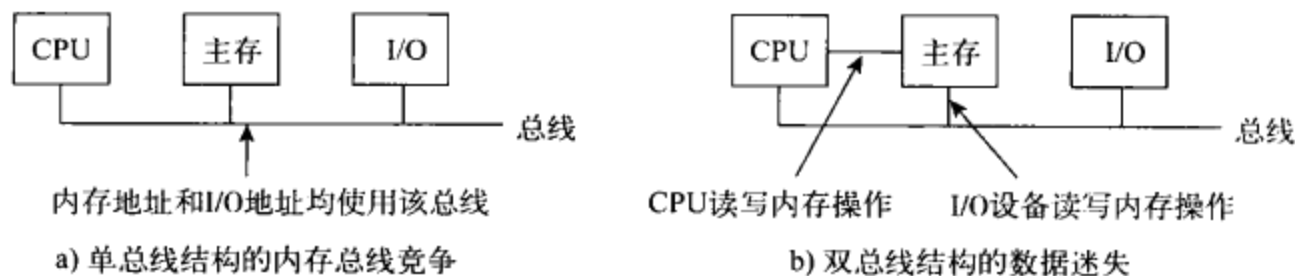 CPU 主存 I/O
总线
内存地址和I/O地址均使用该总线
a) 单总线结构的内存总线竞争
CPU 主存 I/O
总线
CPU读写内存操作 I/O设备读写内存操作
b) 双总线结构的数据迷失